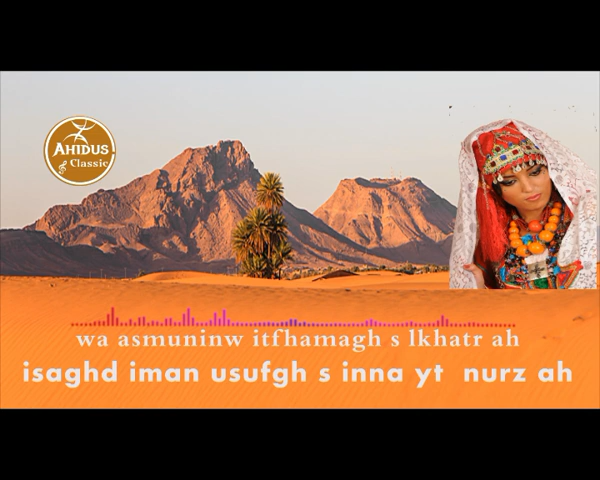 AHIDUS
Classic
wa asmuninw itfhamagh s lkhatr ah
isaghd iman usufgh s inna yt nurz ah